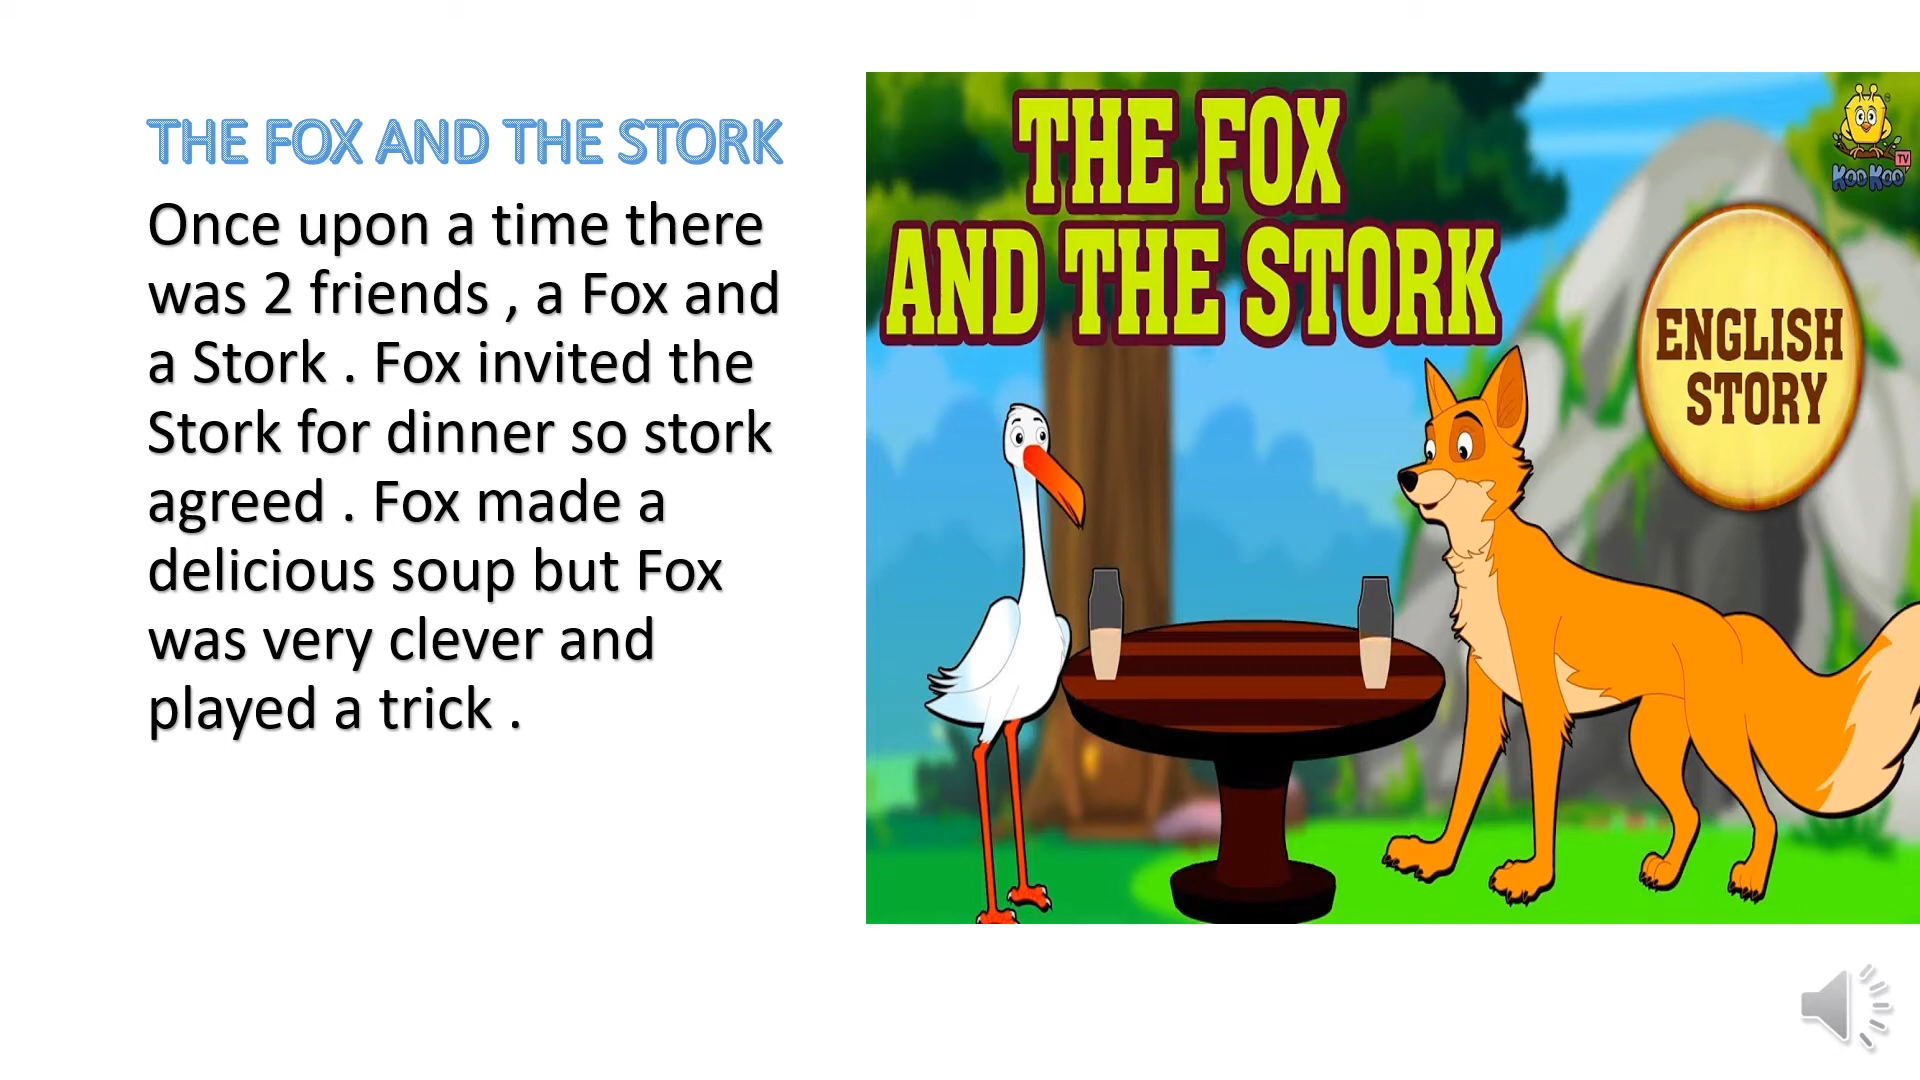 THE FOX AND THE STORK
Once upon a time there
was 2 friends , a Fox and
a Stork . Fox invited the
Stork for dinner so stork
agreed . Fox made a
delicious soup but Fox
was very clever and
played a trick .
THE FOX
AND THE STORK
ENGLISH
STORY
TV
KOO KOO